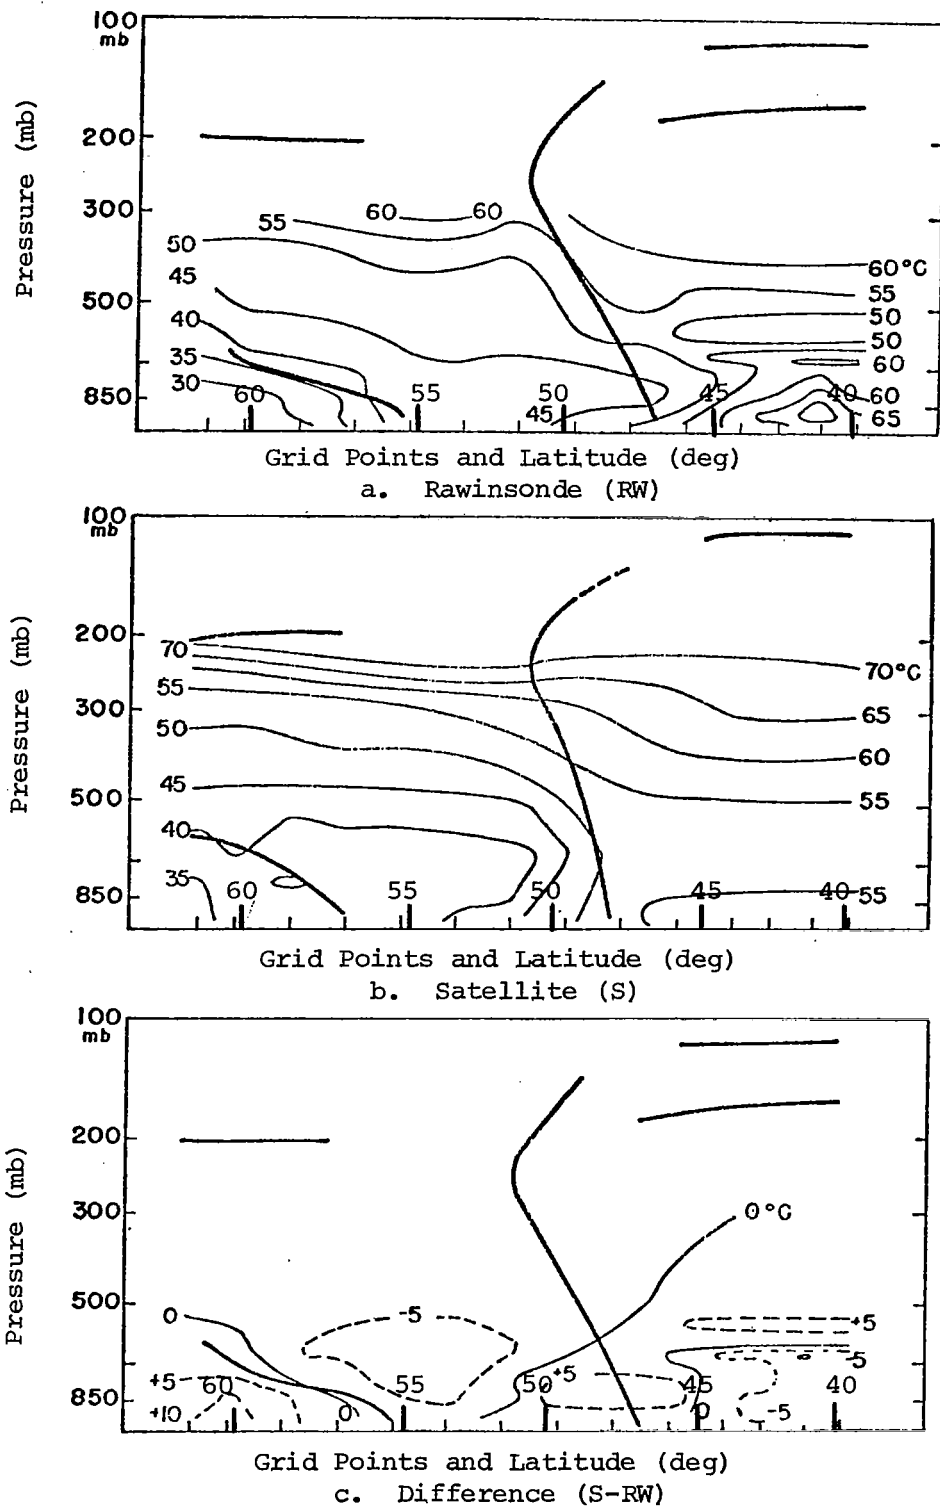 100
mb
Pressure (mb)
200
300
60 60
55
50
60°C
45
55
500
50
40
50
35
60
30
60 55 50 45 40
850
60
45
65
Grid Points and Latitude (deg)
a. Rawinsonde (RW)
100
mb
Pressure (mb)
200
70
70°C
55
300
65
50
60
45
500
55
40
35
850
60 55 50 45 40
55
Grid Points and Latitude (deg)
b. Satellite (S)
100
mb
Pressure (mb)
200
300
0°C
500
0
-5
+5
-5
+5
+5
60 55 50 45 40
850
+10
0
0
-5
Grid Points and Latitude (deg)
c. Difference (S-RW)